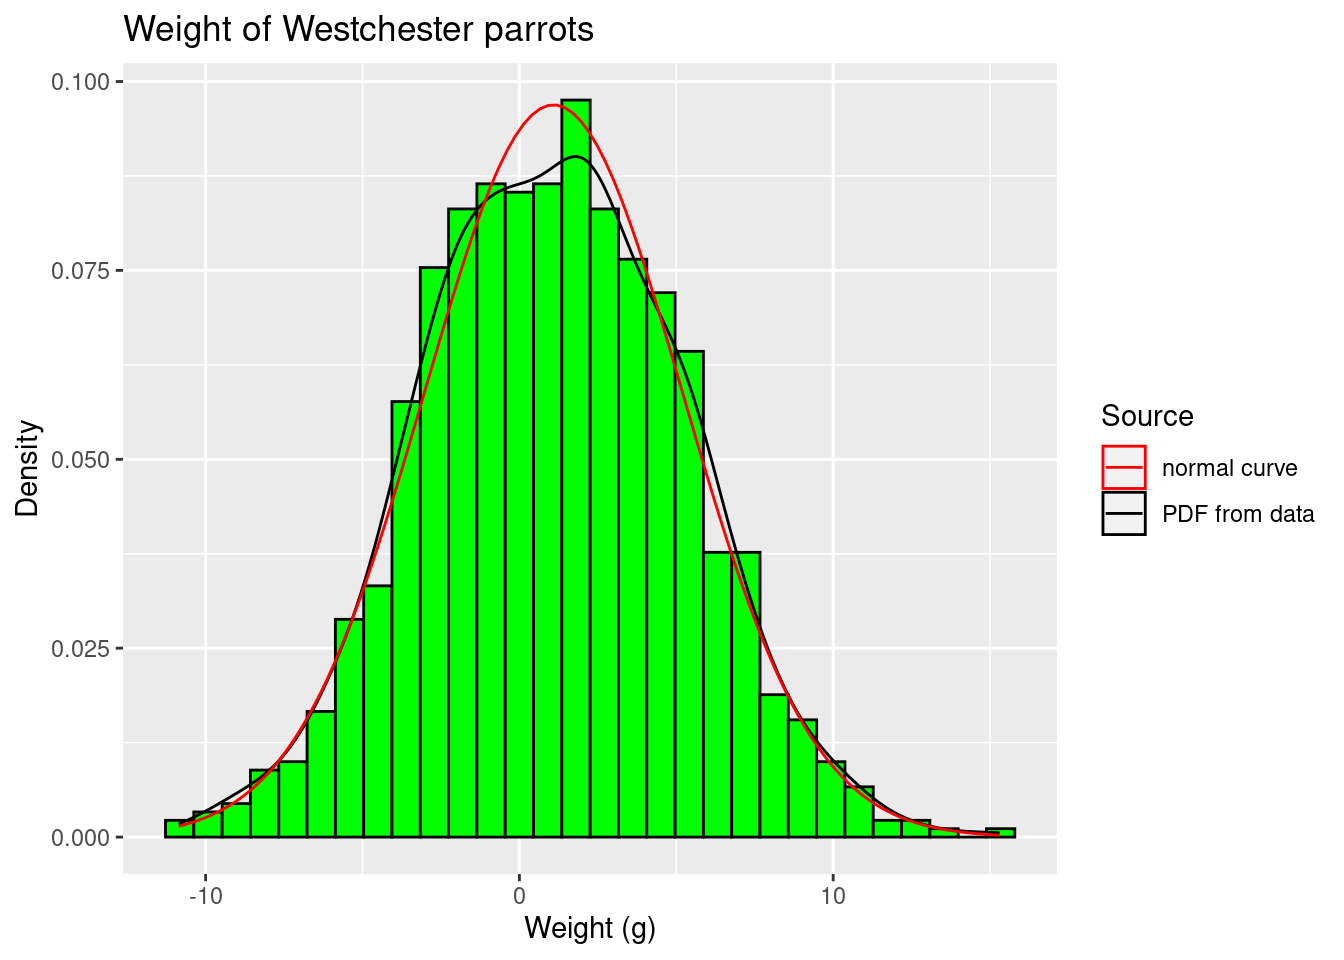 Weight of Westchester parrots
0.100
0.075
0.050
0.025
0.000
Density
-10
0
10
Weight (g)
Source
normal curve
PDF from data